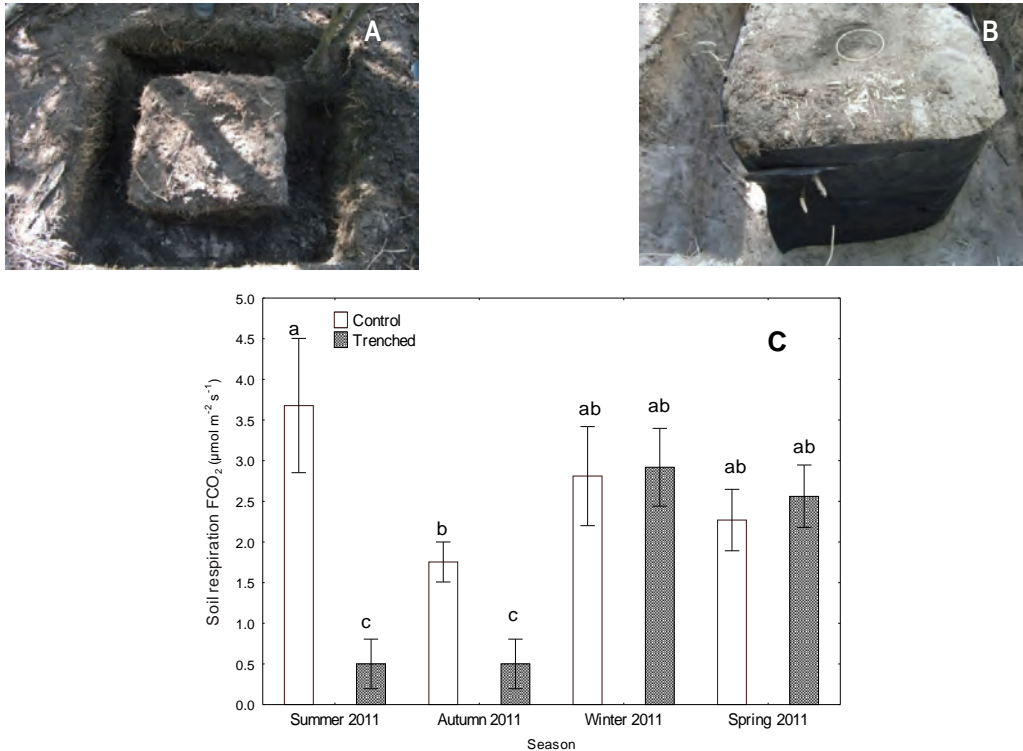 A
B
5.0
4.5
4.0
3.5
3.0
2.5
2.0
1.5
1.0
0.5
0.0
Soil respiration FCO₂ (µmol m⁻² s⁻¹)
Control
Trenched
C
a
c
b
c
ab
ab
ab
ab
Summer 2011
Autumn 2011
Winter 2011
Spring 2011
Season